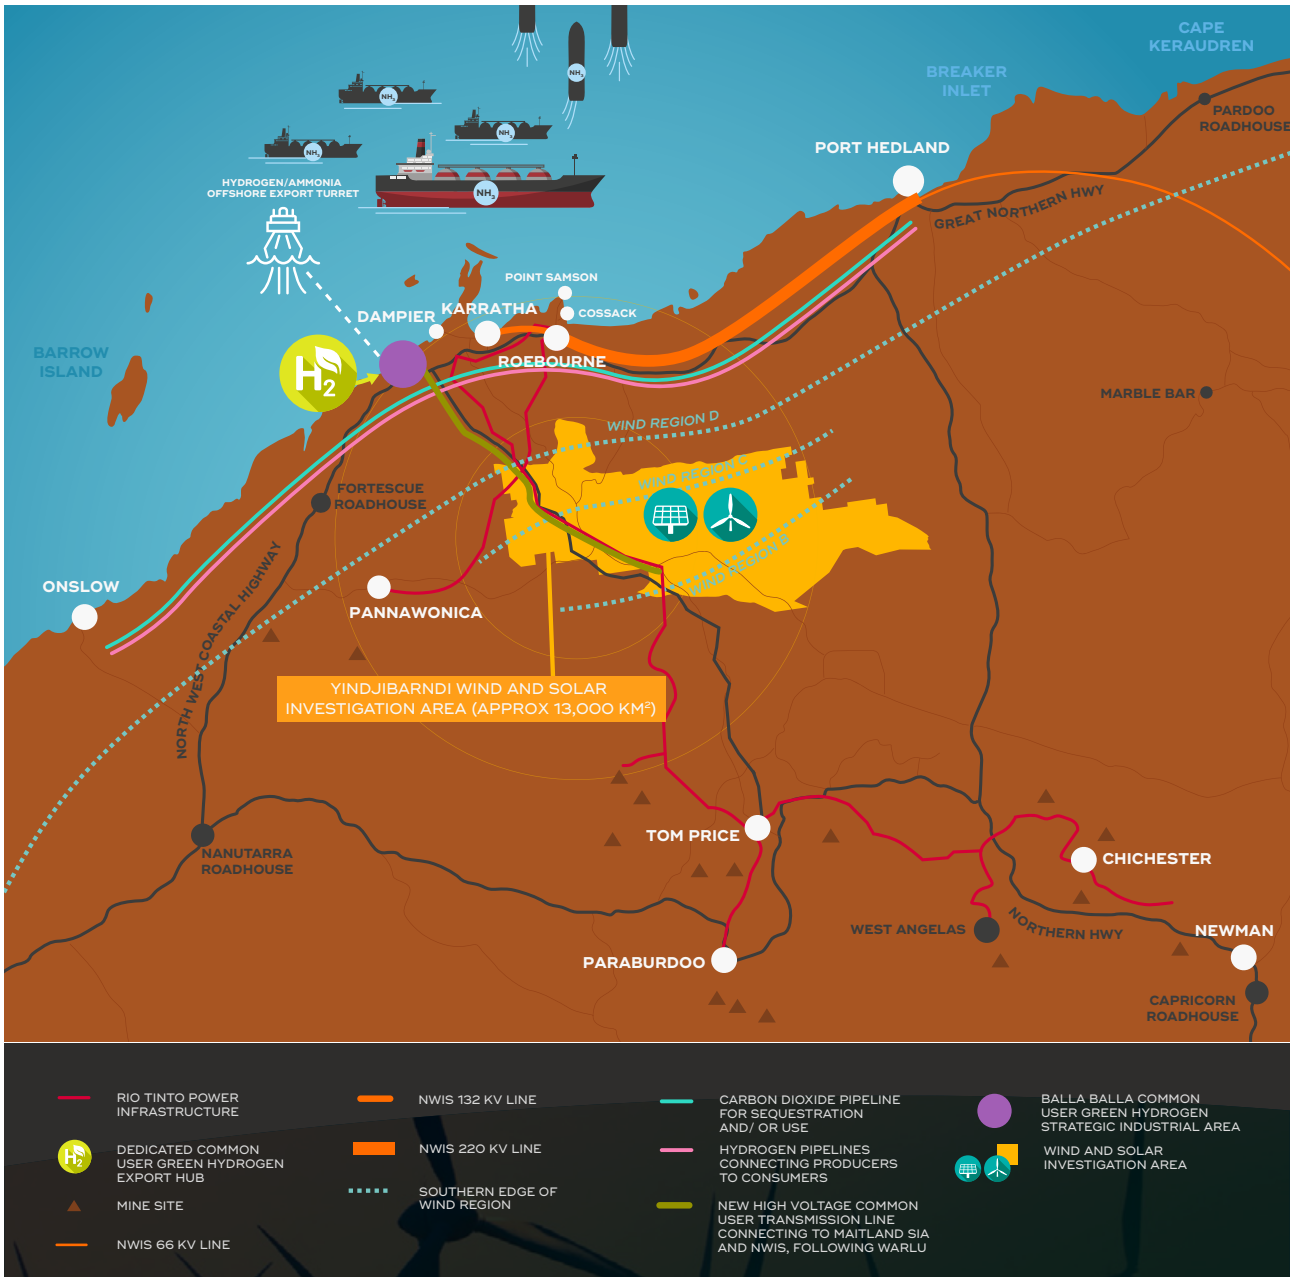 CAPE
KERAUDREN
BREAKER
INLET
PARDOO
ROADHOUSE
PORT HEDLAND
GREAT NORTHERN HWY
NH3
NH3
NH3
NH3
NH3
HYDROGEN/AMMONIA
OFFSHORE EXPORT TURRET
POINT SAMSON
COSSACK
DAMPIER
KARRATHA
ROEBOURNE
BARROW
ISLAND
H2
MARBLE BAR
WIND REGION D
WIND REGION C
WIND REGION B
FORTESCUE
ROADHOUSE
ONSLOW
PANNAWONICA
NORTH WEST COASTAL HIGHWAY
YINDJIBARNDI WIND AND SOLAR
INVESTIGATION AREA (APPROX 13,000 KM²)
TOM PRICE
NANUTARRA
ROADHOUSE
CHICHESTER
WEST ANGELAS
NORTHERN HWY
NEWMAN
PARABURDOO
CAPRICORN
ROADHOUSE
RIO TINTO POWER
INFRASTRUCTURE
H2
DEDICATED COMMON
USER GREEN HYDROGEN
EXPORT HUB
MINE SITE
NWIS 66 KV LINE
NWIS 132 KV LINE
NWIS 220 KV LINE
SOUTHERN EDGE OF
WIND REGION
CARBON DIOXIDE PIPELINE
FOR SEQUESTRATION
AND/ OR USE
HYDROGEN PIPELINES
CONNECTING PRODUCERS
TO CONSUMERS
NEW HIGH VOLTAGE COMMON
USER TRANSMISSION LINE
CONNECTING TO MAITLAND SIA
AND NWIS, FOLLOWING WARLU
BALLA BALLA COMMON
USER GREEN HYDROGEN
STRATEGIC INDUSTRIAL AREA
WIND AND SOLAR
INVESTIGATION AREA